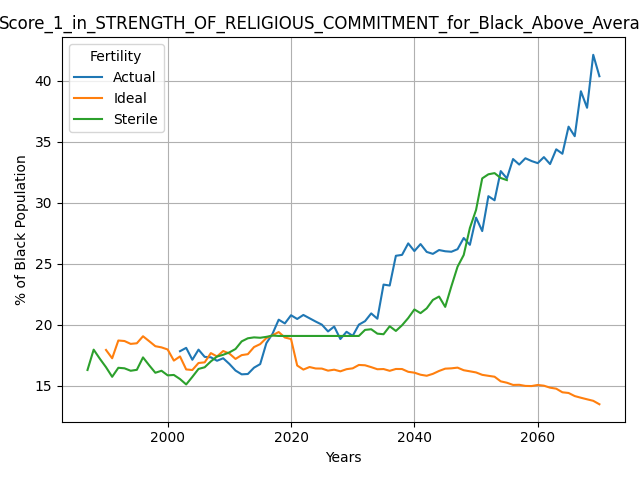 Score_1_in_STRENGTH_OF_RELIGIOUS_COMMITMENT_for_Black_Above_Avera
Fertility
Actual
Ideal
Sterile
40
35
30
25
20
15
% of Black Population
2000
2020
2040
2060
Years